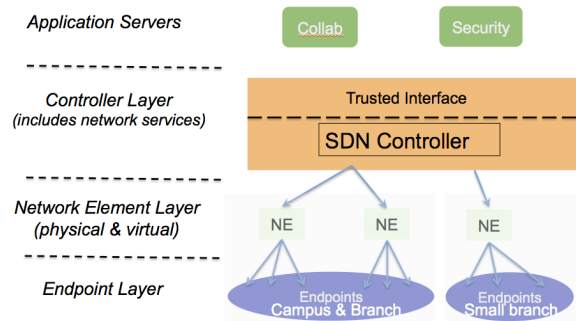 Application Servers
Collab
Security
Controller Layer
(includes network services)
Trusted Interface
SDN Controller
Network Element Layer
(physical & virtual)
NE
NE
NE
Endpoint Layer
Endpoints
Campus & Branch
Endpoints
Small branch